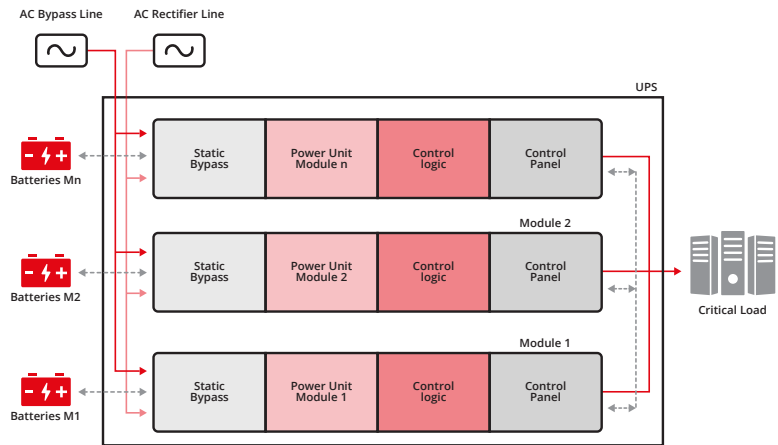 AC Bypass Line
AC Rectifier Line
UPS
Static
Bypass
Power Unit
Module n
Control
logic
Control
Panel
Batteries Mn
Module 2
Static
Bypass
Power Unit
Module 2
Control
logic
Control
Panel
Batteries M2
Critical Load
Module 1
Static
Bypass
Power Unit
Module 1
Control
logic
Control
Panel
Batteries M1